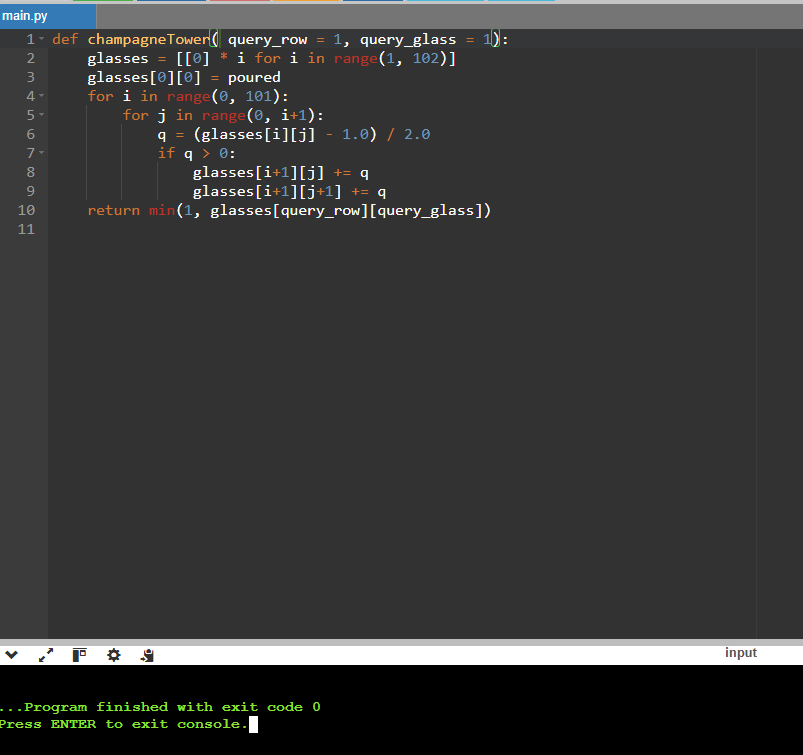 main.py
1 def champagneTower( query_row = 1, query_glass = 1):
2     glasses = [[0] * i for i in range(1, 102)]
3     glasses[0][0] = poured
4     for i in range(0, 101):
5         for j in range(0, i+1):
6             q = (glasses[i][j] - 1.0) / 2.0
7             if q > 0:
8                 glasses[i+1][j] += q
9                 glasses[i+1][j+1] += q
10     return min(1, glasses[query_row][query_glass])
11
input
...Program finished with exit code 0
Press ENTER to exit console.